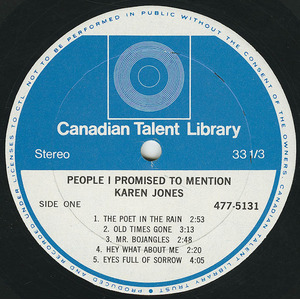 NOT TO BE PERFORMED IN PUBLIC WITHOUT THE CONSENT OF THE OWNERS: CANADIAN TALENT LIBRARY TRUST,
PRODUCED AND RECORDED UNDER LICENSES TO CTL.
Canadian Talent Library
Stereo 33 1/3
PEOPLE I PROMISED TO MENTION
KAREN JONES
SIDE ONE 477-5131
1. THE POET IN THE RAIN 2:53
2. OLD TIMES GONE 3:13
3. MR. BOJANGLES 2:48
4. HEY WHAT ABOUT ME 2:20
5. EYES FULL OF SORROW 4:05